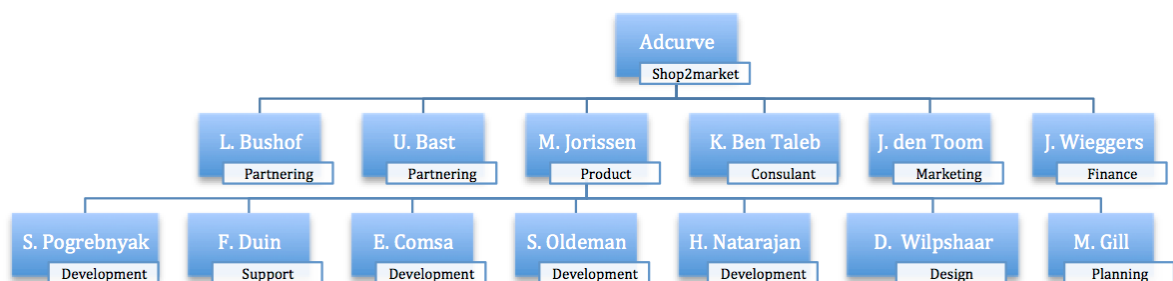 Adcurve
Shop2market
L. Bushof
Partnering
U. Bast
Partnering
M. Jorissen
Product
K. Ben Taleb
Consulant
J. den Toom
Marketing
J. Wieggers
Finance
S. Pogrebnyak
Development
F. Duin
Support
E. Comsa
Development
S. Oldeman
Development
H. Natarajan
Development
D. Wilpshaar
Design
M. Gill
Planning